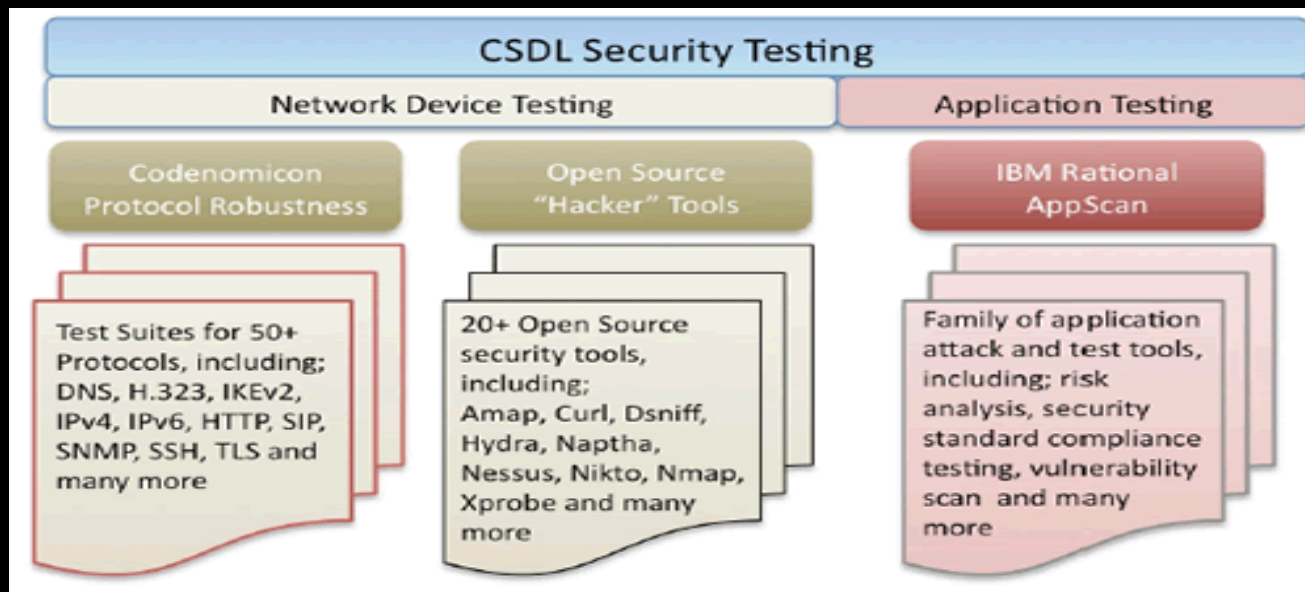 CSDL Security Testing
Network Device Testing
Application Testing
Codenomicon
Protocol Robustness
Open Source
“Hacker” Tools
IBM Rational
AppScan
Test Suites for 50+
Protocols, including;
DNS, H.323, IKEv2,
IPv4, IPv6, HTTP, SIP,
SNMP, SSH, TLS and
many more
20+ Open Source
security tools,
including;
Amap, Curl, Dsniff,
Hydra, Naptha,
Nessus, Nikto, Nmap,
Xprobe and many
more
Family of application
attack and test tools,
including; risk
analysis, security
standard compliance
testing, vulnerability
scan and many
more